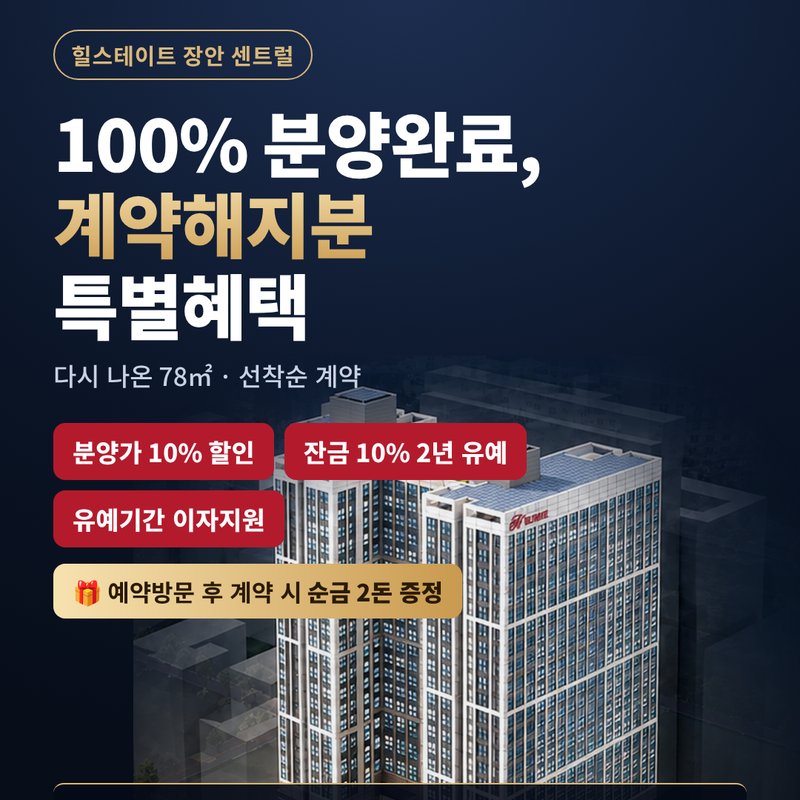 힐스테이트 장안 센트럴
100% 분양완료,
계약해지분
특별혜택
다시 나온 78㎡ · 선착순 계약
분양가 10% 할인
잔금 10% 2년 유예
유예기간 이자지원
🎁 예약방문 후 계약 시 순금 2돈 증정